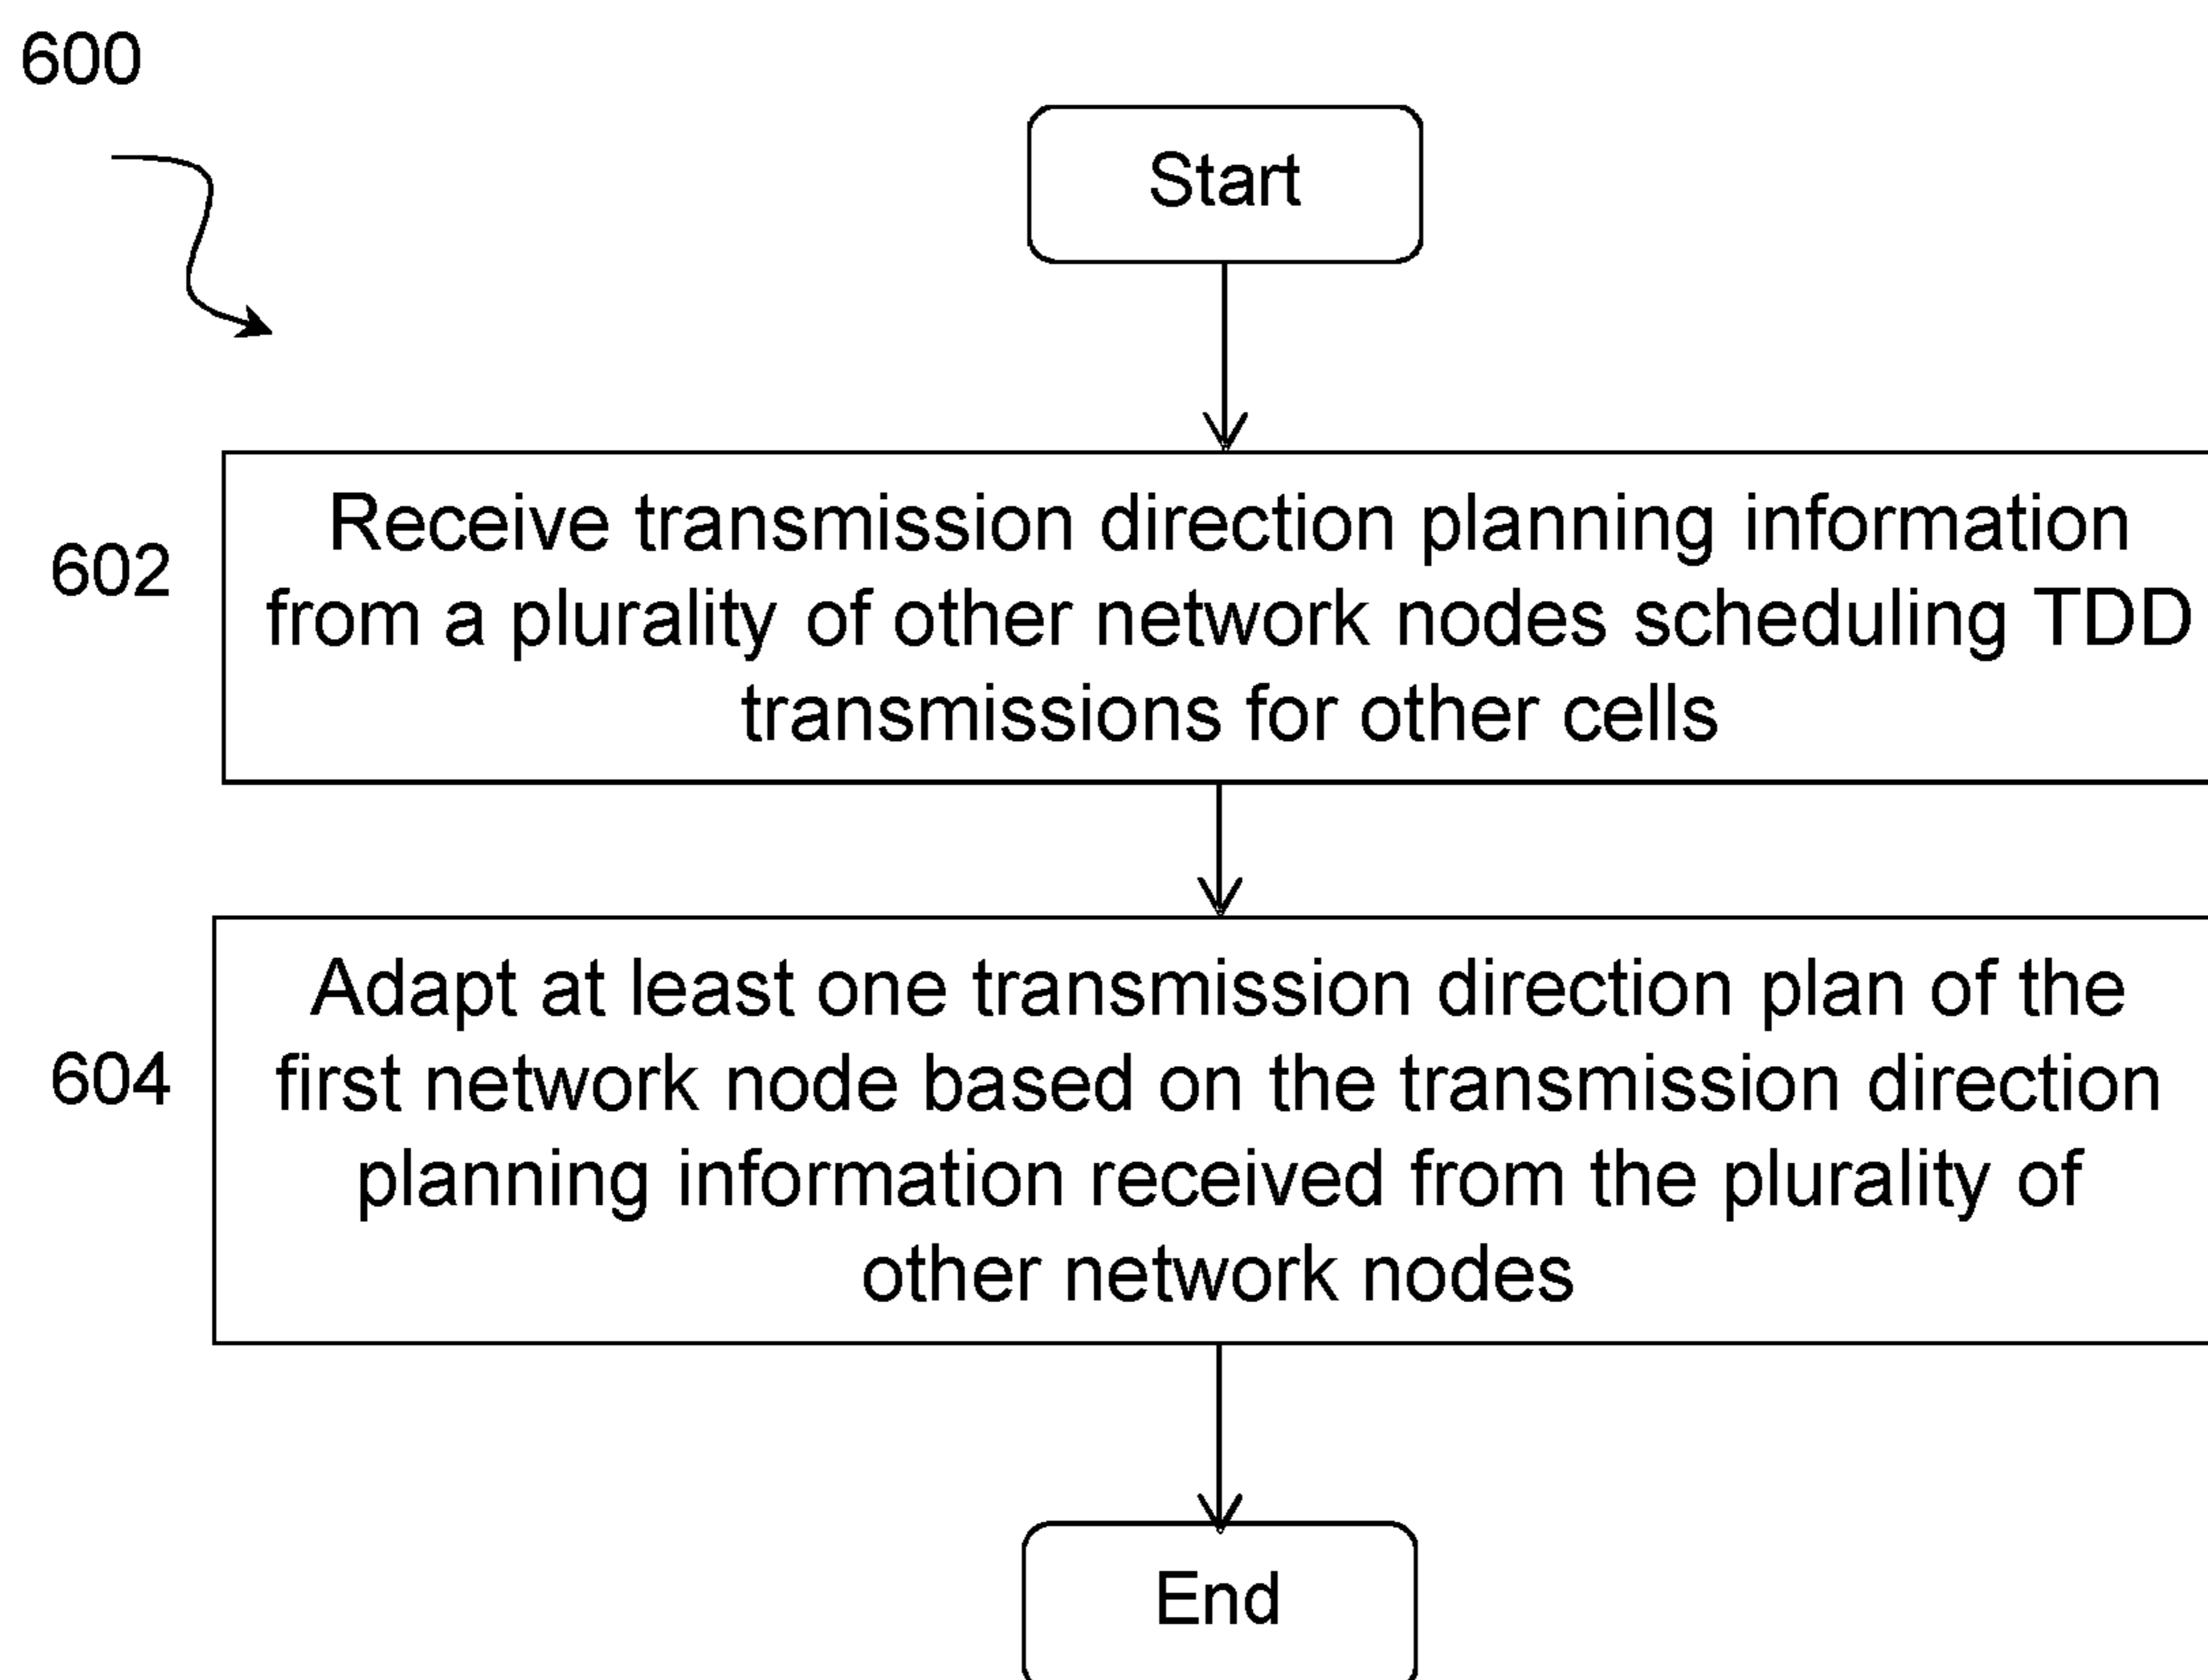 600
Start
602
Receive transmission direction planning information
from a plurality of other network nodes scheduling TDD
transmissions for other cells
604
Adapt at least one transmission direction plan of the
first network node based on the transmission direction
planning information received from the plurality of
other network nodes
End